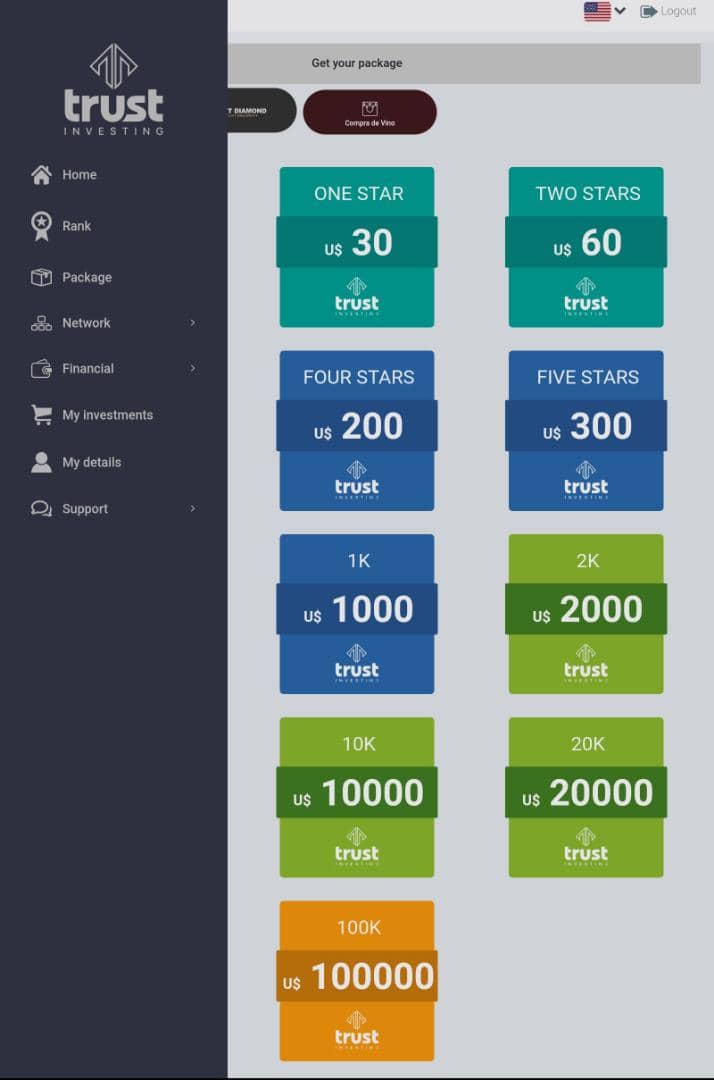 Logout
trust
INVESTING
Home
Rank
Package
Network
Financial
My investments
My details
Support
Get your package
T DIAMOND
Compra de Vino
ONE STAR
U$ 30
trust
INVESTING
TWO STARS
U$ 60
trust
INVESTING
FOUR STARS
U$ 200
trust
INVESTING
FIVE STARS
U$ 300
trust
INVESTING
1K
U$ 1000
trust
INVESTING
2K
U$ 2000
trust
INVESTING
10K
U$ 10000
trust
INVESTING
20K
U$ 20000
trust
INVESTING
100K
U$ 100000
trust
INVESTING